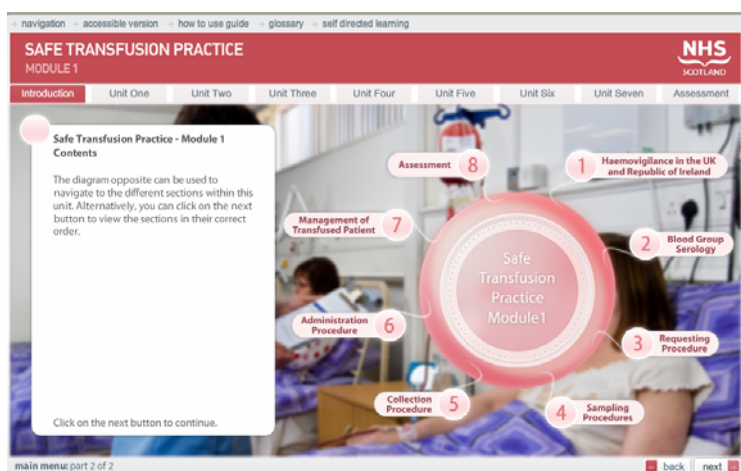 navigation → accessible version → how to use guide → glossary → self directed learning
SAFE TRANSFUSION PRACTICE
MODULE 1
NHS
SCOTLAND
Introduction Unit One Unit Two Unit Three Unit Four Unit Five Unit Six Unit Seven Assessment
Safe Transfusion Practice - Module 1
Contents
The diagram opposite can be used to
navigate to the different sections within this
unit. Alternatively, you can click on the next
button to view the sections in their correct
order.
Click on the next button to continue.
Safe
Transfusion
Practice
Module1
1 Haemovigilance in the UK
and Republic of Ireland
2 Blood Group
Serology
3 Requesting
Procedure
4 Sampling
Procedures
Collection
Procedure 5
Administration
Procedure 6
Management of
Transfused Patient 7
Assessment 8
main menu: part 2 of 2
back next